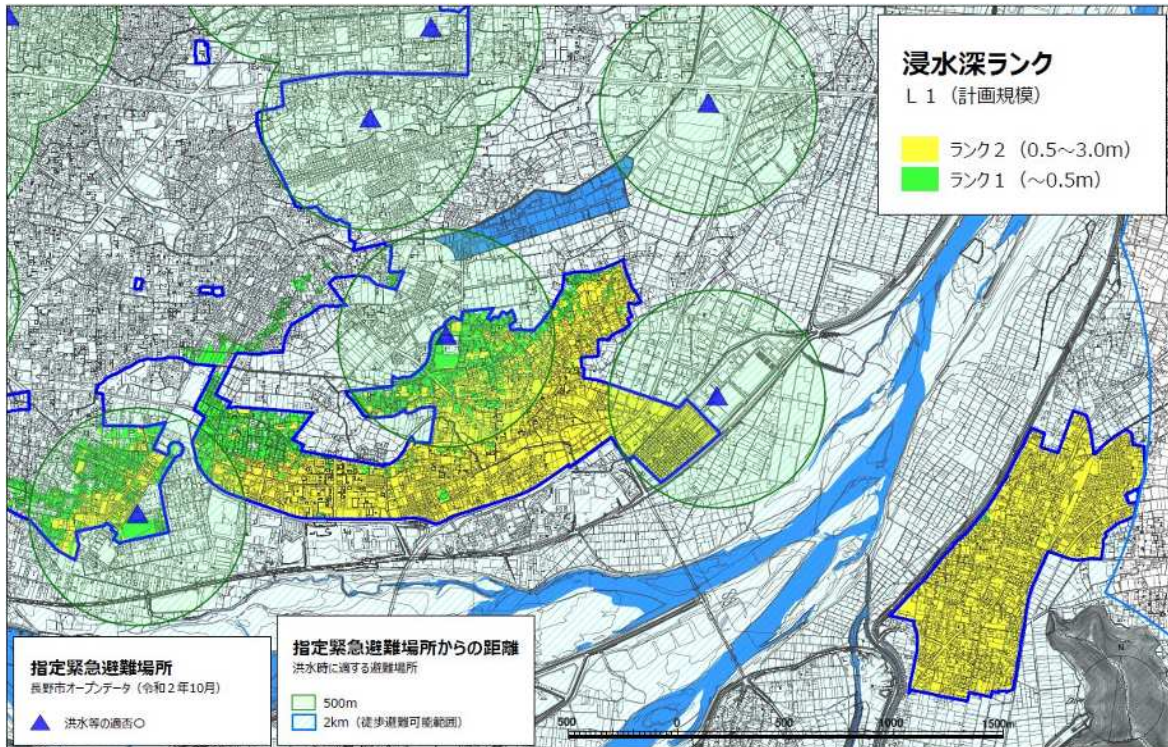 浸水深ランク
L1(計画規模)
ランク2(0.5~3.0m)
ランク1(~0.5m)
指定緊急避難場所
長野市オープンデータ(令和2年10月)
洪水等の適否○
指定緊急避難場所からの距離
洪水時に適する避難場所
500m
2km(徒歩避難可能範囲)
500
0
500
1000
1500m
N